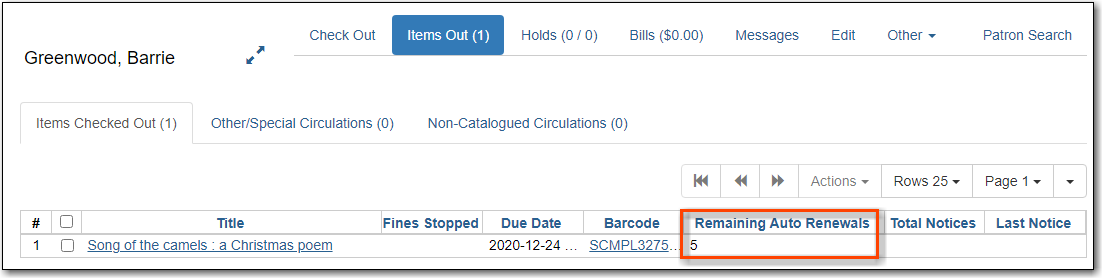 Check Out Items Out (1) Holds (0 / 0) Bills ($0.00) Messages Edit Other Patron Search
Greenwood, Barrie
Items Checked Out (1) Other/Special Circulations (0) Non-Catalogued Circulations (0)
Actions Rows 25 Page 1
# Title Fines Stopped Due Date Barcode Remaining Auto Renewals Total Notices Last Notice
1 Song of the camels : a Christmas poem 2020-12-24 ... SCMPL3275... 5